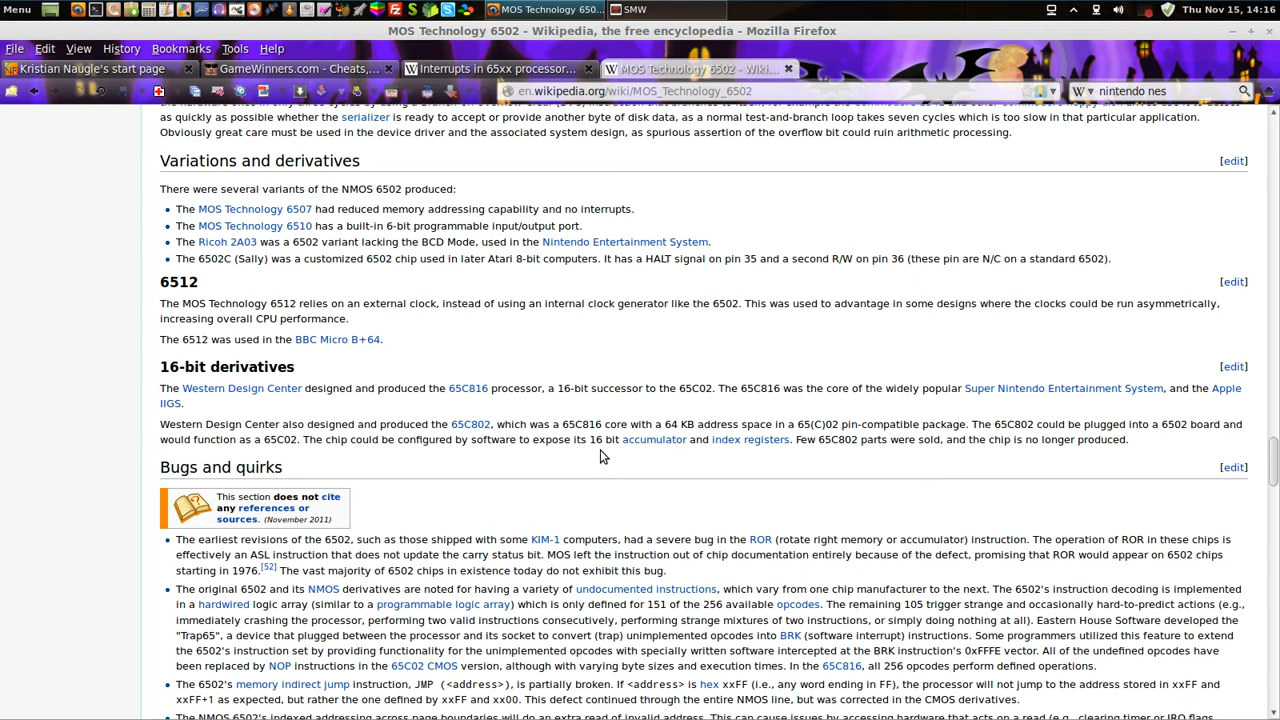 Menu
MOS Technology 650...
SMW
Thu Nov 15, 14:16
MOS Technology 6502 - Wikipedia, the free encyclopedia - Mozilla Firefox
File Edit View History Bookmarks Tools Help
Kristian Naugle's start page
GameWinners.com - Cheats,...
Interrupts in 65xx processor...
MOS Technology 6502 - Wiki...
en.wikipedia.org/wiki/MOS_Technology_6502
nintendo nes
as quickly as possible whether the serializer is ready to accept or provide another byte of disk data, as a normal test-and-branch loop takes seven cycles which is too slow in that particular application.
Obviously great care must be used in the device driver and the associated system design, as spurious assertion of the overflow bit could ruin arithmetic processing.
Variations and derivatives [edit]
There were several variants of the NMOS 6502 produced:
The MOS Technology 6507 had reduced memory addressing capability and no interrupts.
The MOS Technology 6510 has a built-in 6-bit programmable input/output port.
The Ricoh 2A03 was a 6502 variant lacking the BCD Mode, used in the Nintendo Entertainment System.
The 6502C (Sally) was a customized 6502 chip used in later Atari 8-bit computers. It has a HALT signal on pin 35 and a second R/W on pin 36 (these pin are N/C on a standard 6502).
6512 [edit]
The MOS Technology 6512 relies on an external clock, instead of using an internal clock generator like the 6502. This was used to advantage in some designs where the clocks could be run asymmetrically,
increasing overall CPU performance.
The 6512 was used in the BBC Micro B+64.
16-bit derivatives [edit]
The Western Design Center designed and produced the 65C816 processor, a 16-bit successor to the 65C02. The 65C816 was the core of the widely popular Super Nintendo Entertainment System, and the Apple
IIGS.
Western Design Center also designed and produced the 65C802, which was a 65C816 core with a 64 KB address space in a 65(C)02 pin-compatible package. The 65C802 could be plugged into a 6502 board and
would function as a 65C02. The chip could be configured by software to expose its 16 bit accumulator and index registers. Few 65C802 parts were sold, and the chip is no longer produced.
Bugs and quirks [edit]
This section does not cite
any references or
sources. (November 2011)
The earliest revisions of the 6502, such as those shipped with some KIM-1 computers, had a severe bug in the ROR (rotate right memory or accumulator) instruction. The operation of ROR in these chips is
effectively an ASL instruction that does not update the carry status bit. MOS left the instruction out of chip documentation entirely because of the defect, promising that ROR would appear on 6502 chips
starting in 1976.[52] The vast majority of 6502 chips in existence today do not exhibit this bug.
The original 6502 and its NMOS derivatives are noted for having a variety of undocumented instructions, which vary from one chip manufacturer to the next. The 6502's instruction decoding is implemented
in a hardwired logic array (similar to a programmable logic array) which is only defined for 151 of the 256 available opcodes. The remaining 105 trigger strange and occasionally hard-to-predict actions (e.g.,
immediately crashing the processor, performing two valid instructions consecutively, performing strange mixtures of two instructions, or simply doing nothing at all). Eastern House Software developed the
"Trap65", a device that plugged between the processor and its socket to convert (trap) unimplemented opcodes into BRK (software interrupt) instructions. Some programmers utilized this feature to extend
the 6502's instruction set by providing functionality for the unimplemented opcodes with specially written software intercepted at the BRK instruction's 0xFFFE vector. All of the undefined opcodes have
been replaced by NOP instructions in the 65C02 CMOS version, although with varying byte sizes and execution times. In the 65C816, all 256 opcodes perform defined operations.
The 6502's memory indirect jump instruction, JMP (<address>), is partially broken. If <address> is hex xxFF (i.e., any word ending in FF), the processor will not jump to the address stored in xxFF and
xxFF+1 as expected, but rather the one defined by xxFF and xx00. This defect continued through the entire NMOS line, but was corrected in the CMOS derivatives.
The NMOS 6502's indexed addressing across page boundaries will do an extra read of invalid address. This can cause issues by accessing hardware that acts on a read (e.g., clearing timer or IRQ flags,